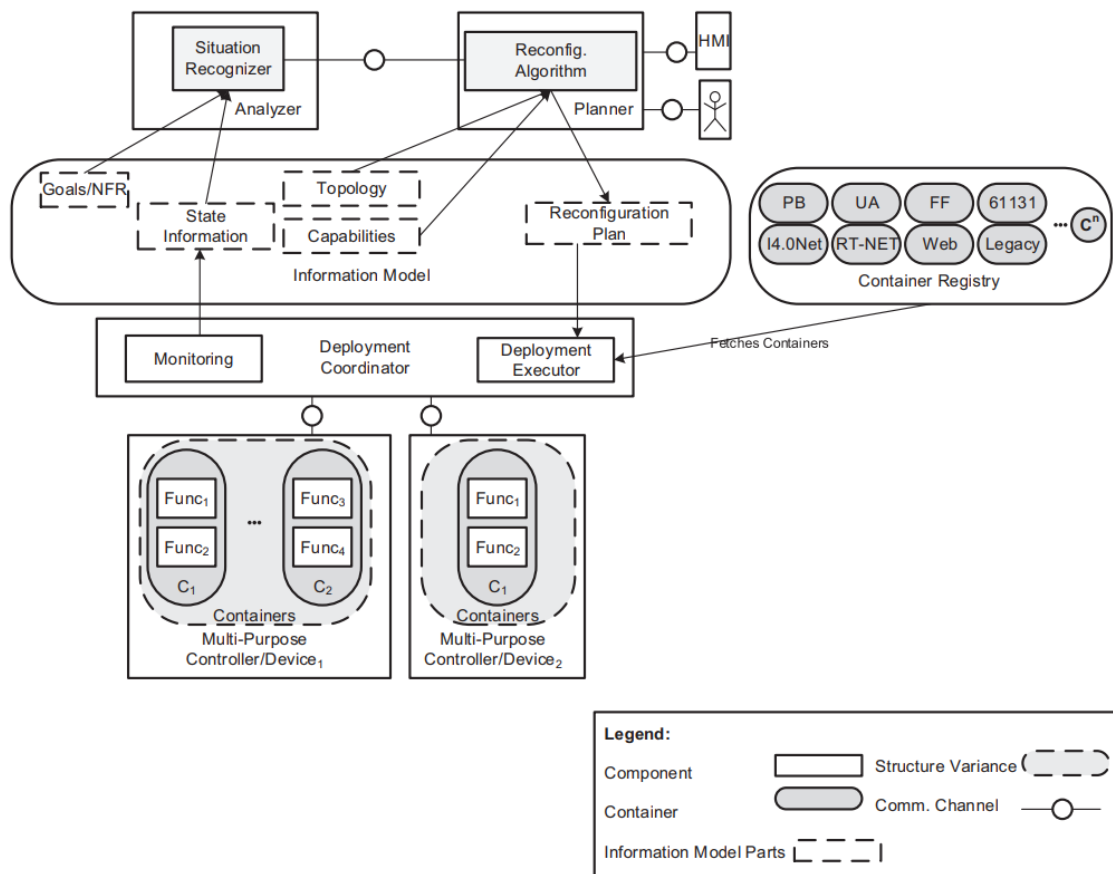 Situation
Recognizer
Analyzer
Reconfig.
Algorithm
Planner
HMI
Goals/NFR
State
Information
Topology
Capabilities
Reconfiguration
Plan
Information Model
PB
UA
FF
61131
I4.0Net
RT-NET
Web
Legacy
... Cⁿ
Container Registry
Monitoring
Deployment
Coordinator
Deployment
Executor
Fetches Containers
Func₁
Func₂
C₁
...
Func₃
Func₄
C₂
Containers
Multi-Purpose
Controller/Device₁
Func₁
Func₂
C₁
Containers
Multi-Purpose
Controller/Device₂
Legend:
Component
Structure Variance
Container
Comm. Channel
Information Model Parts